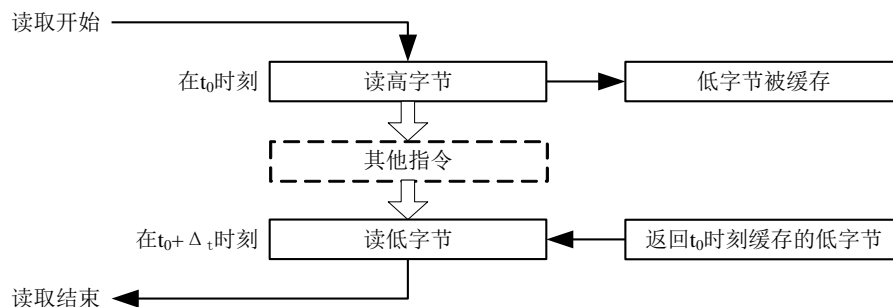 读取开始
在t₀时刻
读高字节
低字节被缓存
其他指令
在t₀+Δₜ时刻
读低字节
返回t₀时刻缓存的低字节
读取结束